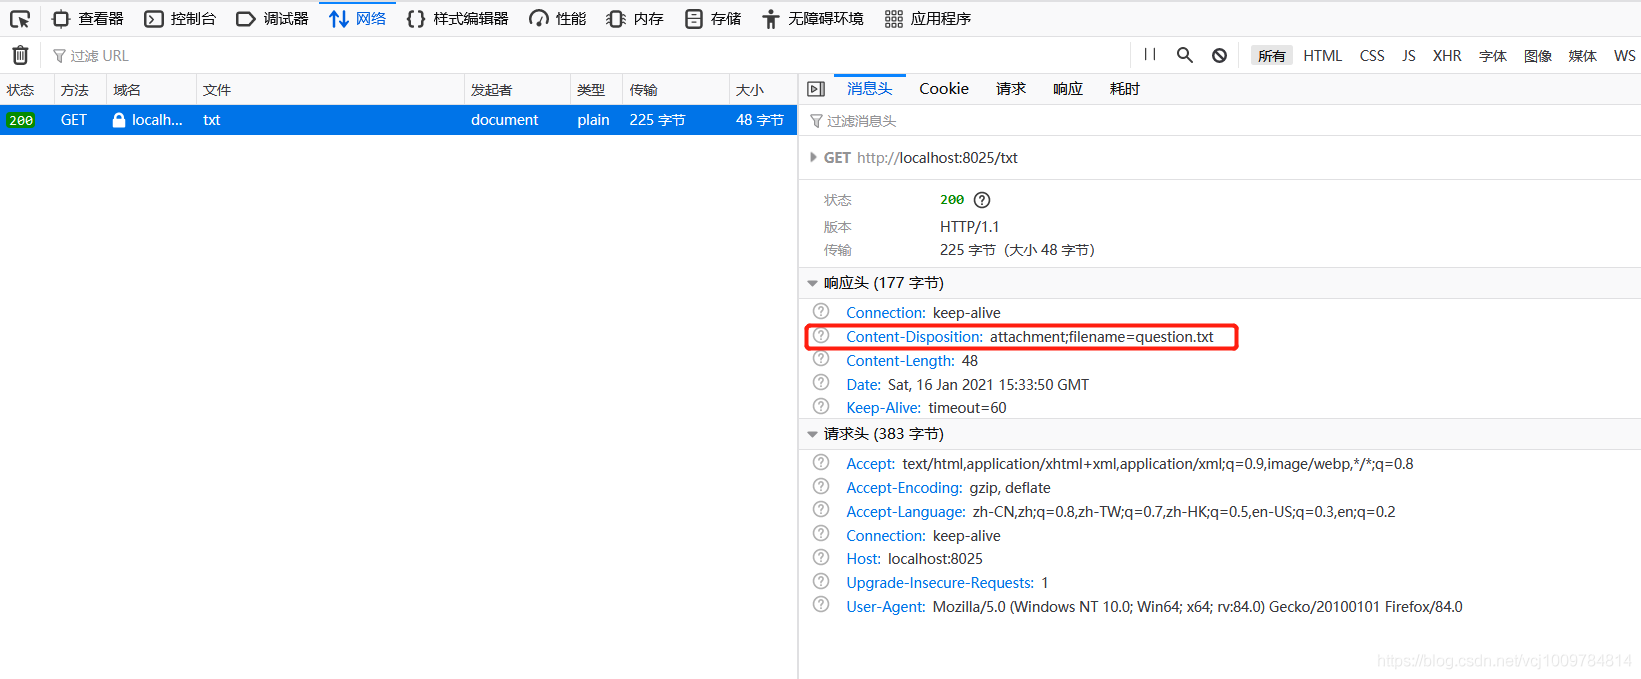 查看器 控制台 调试器 网络 {} 样式编辑器 性能 内存 存储 无障碍环境 应用程序
过滤 URL 所有 HTML CSS JS XHR 字体 图像 媒体 WS
状态 方法 域名 文件 发起者 类型 传输 大小
200 GET localh... txt document plain 225 字节 48 字节
消息头 Cookie 请求 响应 耗时
过滤消息头
GET http://localhost:8025/txt
状态 200
版本 HTTP/1.1
传输 225 字节 (大小 48 字节)
响应头 (177 字节)
Connection: keep-alive
Content-Disposition: attachment;filename=question.txt
Content-Length: 48
Date: Sat, 16 Jan 2021 15:33:50 GMT
Keep-Alive: timeout=60
请求头 (383 字节)
Accept: text/html,application/xhtml+xml,application/xml;q=0.9,image/webp,*/*;q=0.8
Accept-Encoding: gzip, deflate
Accept-Language: zh-CN,zh;q=0.8,zh-TW;q=0.7,zh-HK;q=0.5,en-US;q=0.3,en;q=0.2
Connection: keep-alive
Host: localhost:8025
Upgrade-Insecure-Requests: 1
User-Agent: Mozilla/5.0 (Windows NT 10.0; Win64; x64; rv:84.0) Gecko/20100101 Firefox/84.0
https://blog.csdn.net/vcj1009784814